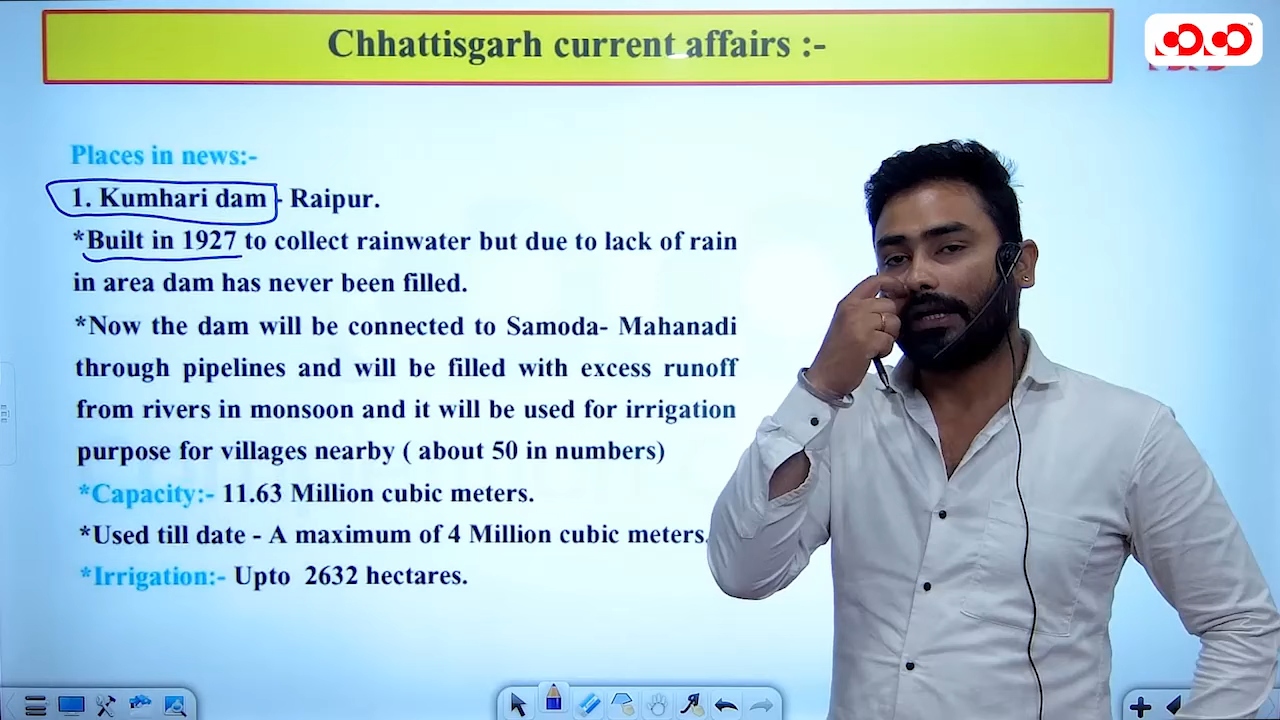 Chhattisgarh current affairs :-
Places in news:-
1. Kumhari dam - Raipur.
*Built in 1927 to collect rainwater but due to lack of rain
in area dam has never been filled.
*Now the dam will be connected to Samoda- Mahanadi
through pipelines and will be filled with excess runoff
from rivers in monsoon and it will be used for irrigation
purpose for villages nearby ( about 50 in numbers)
*Capacity:- 11.63 Million cubic meters.
*Used till date - A maximum of 4 Million cubic meters.
*Irrigation:- Upto 2632 hectares.